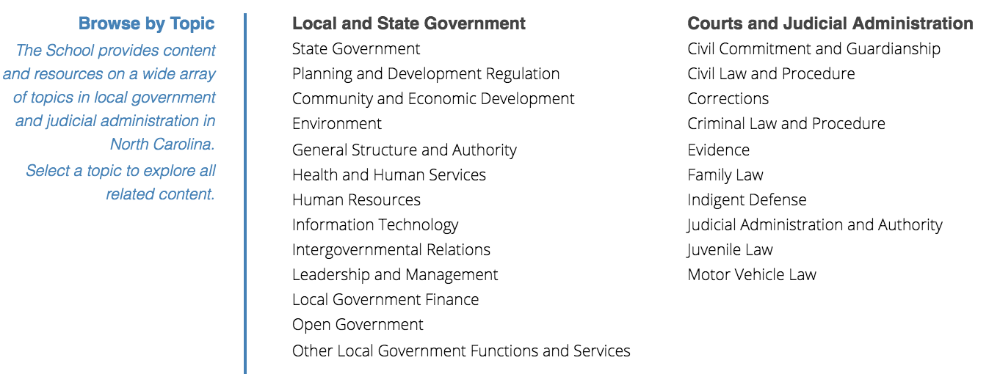 Browse by Topic
The School provides content
and resources on a wide array
of topics in local government
and judicial administration in
North Carolina.
Select a topic to explore all
related content.
Local and State Government
State Government
Planning and Development Regulation
Community and Economic Development
Environment
General Structure and Authority
Health and Human Services
Human Resources
Information Technology
Intergovernmental Relations
Leadership and Management
Local Government Finance
Open Government
Other Local Government Functions and Services
Courts and Judicial Administration
Civil Commitment and Guardianship
Civil Law and Procedure
Corrections
Criminal Law and Procedure
Evidence
Family Law
Indigent Defense
Judicial Administration and Authority
Juvenile Law
Motor Vehicle Law